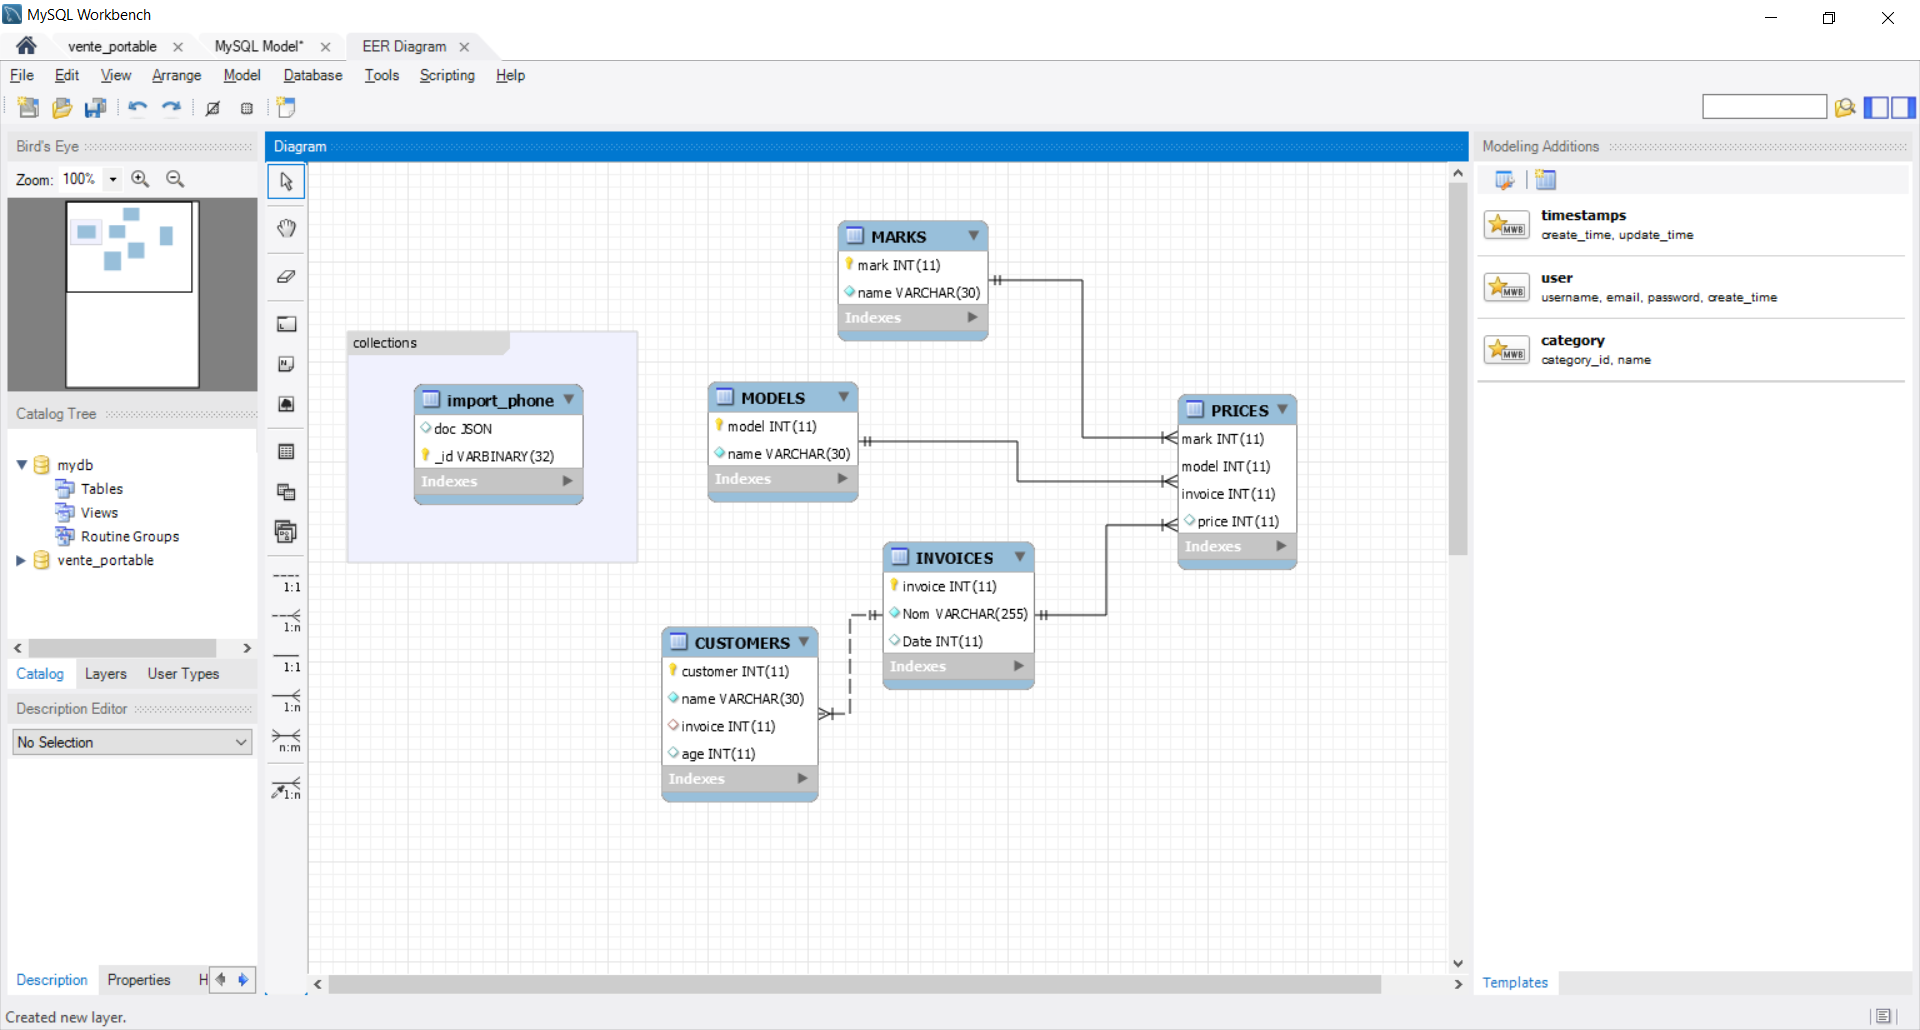 MySQL Workbench
vente_portable
MySQL Model*
EER Diagram
File Edit View Arrange Model Database Tools Scripting Help
Bird's Eye
Zoom: 100%
Catalog Tree
mydb
Tables
Views
Routine Groups
vente_portable
Catalog Layers User Types
Description Editor
No Selection
Description Properties H
Created new layer.
Diagram
1:1
1:n
1:1
1:n
n:m
1:n
collections
import_phone
doc JSON
_id VARBINARY(32)
Indexes
MARKS
mark INT(11)
name VARCHAR(30)
Indexes
MODELS
model INT(11)
name VARCHAR(30)
Indexes
PRICES
mark INT(11)
model INT(11)
invoice INT(11)
price INT(11)
Indexes
INVOICES
invoice INT(11)
Nom VARCHAR(255)
Date INT(11)
Indexes
CUSTOMERS
customer INT(11)
name VARCHAR(30)
invoice INT(11)
age INT(11)
Indexes
Modeling Additions
MWB
timestamps
create_time, update_time
MWB
user
username, email, password, create_time
MWB
category
category_id, name
Templates